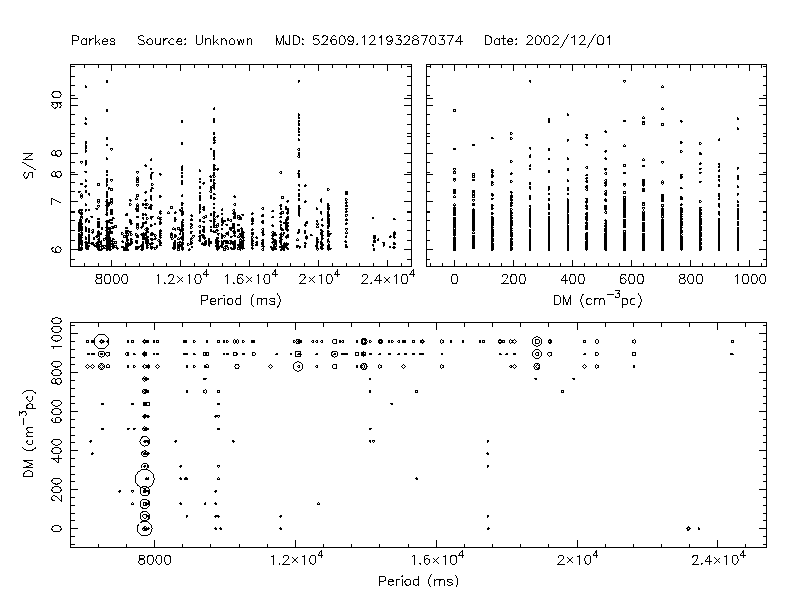 Parkes Source: Unknown MJD: 52609.121932870374 Date: 2002/12/01
S/N
9.0
8
8
7
6
8000 1.2×10⁴ 1.6×10⁴ 2×10⁴ 2.4×10⁴
Period (ms)
0 200 400 600 800 1000
DM (cm⁻³pc)
DM (cm⁻³pc)
1000
800
600
400
200
0
8000 1.2×10⁴ 1.6×10⁴ 2×10⁴ 2.4×10⁴
Period (ms)